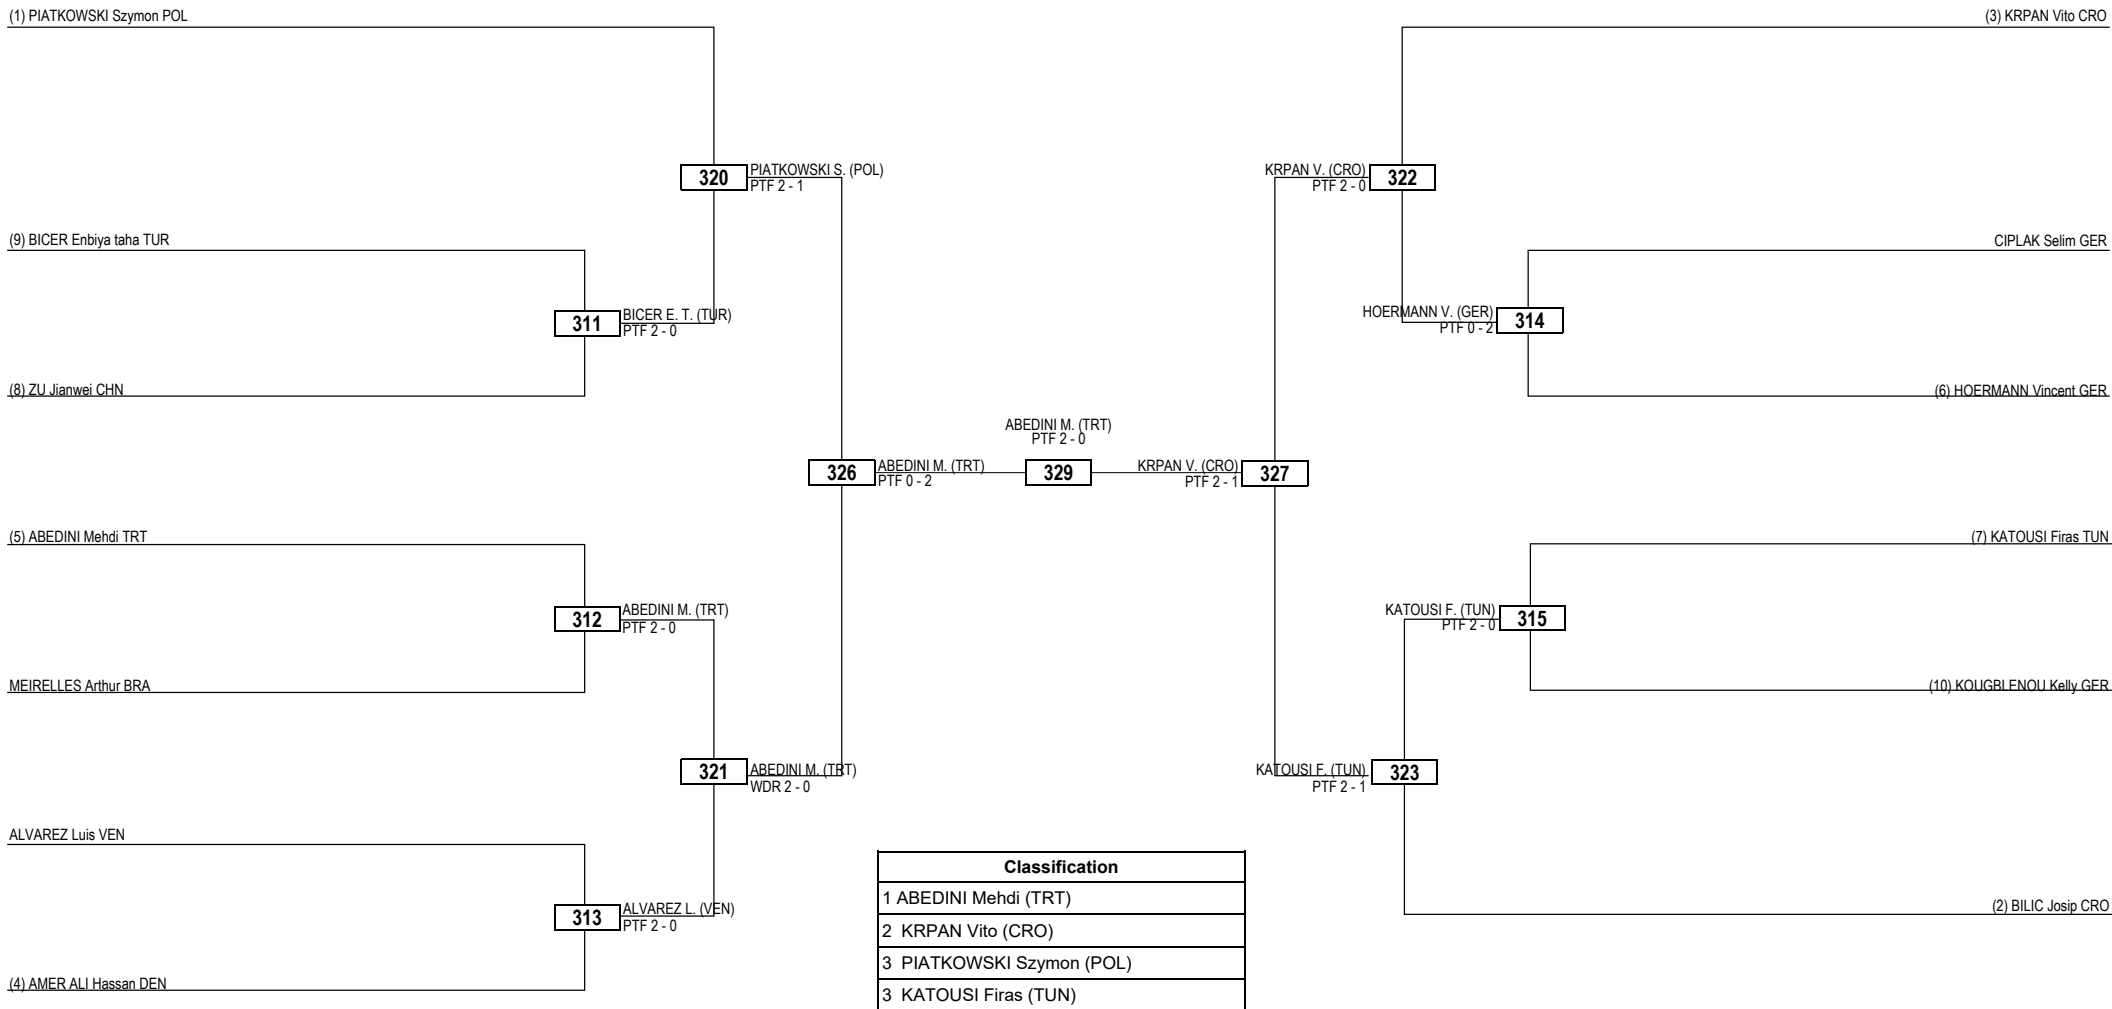 (1) PIATKOWSKI Szymon POL
(3) KRPAN Vito CRO
320
PIATKOWSKI S. (POL)
PTF 2 - 1
KRPAN V. (CRO)
PTF 2 - 0
322
(9) BICER Enbiya taha TUR
CIPLAK Selim GER
311
BICER E. T. (TUR)
PTF 2 - 0
HOERMANN V. (GER)
PTF 0 - 2
314
(8) ZU Jianwei CHN
(6) HOERMANN Vincent GER
ABEDINI M. (TRT)
PTF 2 - 0
326
ABEDINI M. (TRT)
PTF 0 - 2
329
KRPAN V. (CRO)
PTF 2 - 1
327
(5) ABEDINI Mehdi TRT
(7) KATOUSI Firas TUN
312
ABEDINI M. (TRT)
PTF 2 - 0
KATOUSI F. (TUN)
PTF 2 - 0
315
MEIRELLES Arthur BRA
(10) KOUGBLENOU Kelly GER
321
ABEDINI M. (TRT)
WDR 2 - 0
KATOUSI F. (TUN)
PTF 2 - 1
323
ALVAREZ Luis VEN
313
ALVAREZ L. (VEN)
PTF 2 - 0
(2) BILIC Josip CRO
(4) AMER ALI Hassan DEN
Classification
1 ABEDINI Mehdi (TRT)
2 KRPAN Vito (CRO)
3 PIATKOWSKI Szymon (POL)
3 KATOUSI Firas (TUN)